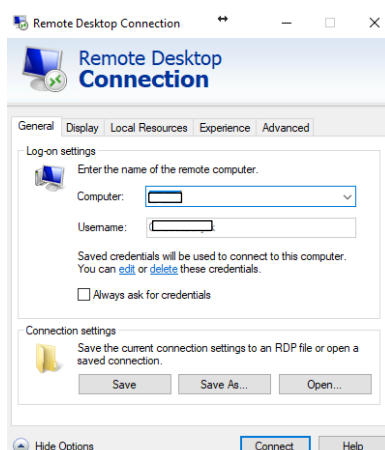 Remote Desktop Connection
Remote Desktop
Connection
General Display Local Resources Experience Advanced
Log-on settings
Enter the name of the remote computer.
Computer:
Username:
Saved credentials will be used to connect to this computer.
You can edit or delete these credentials.
Always ask for credentials
Connection settings
Save the current connection settings to an RDP file or open a
saved connection.
Save Save As... Open...
Hide Options Connect Help